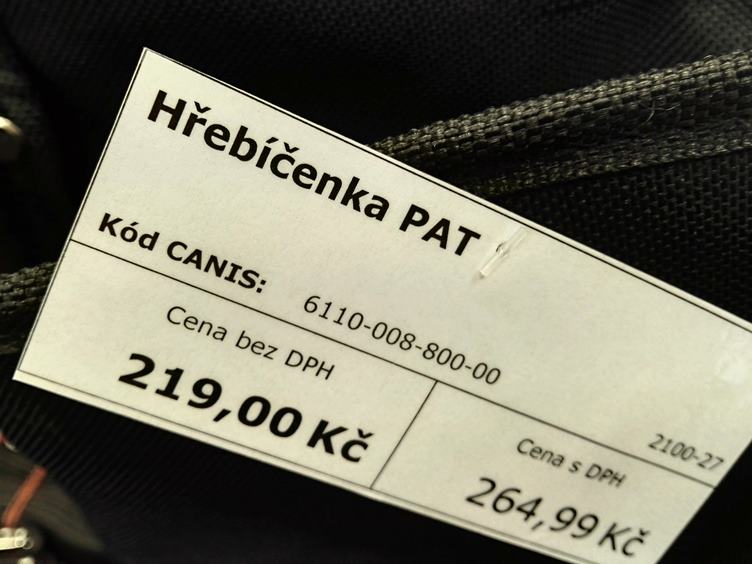 Hřebíčenka PAT
Kód CANIS: 6110-008-800-00
2100-27
Cena bez DPH
219,00 Kč
Cena s DPH
264,99 Kč